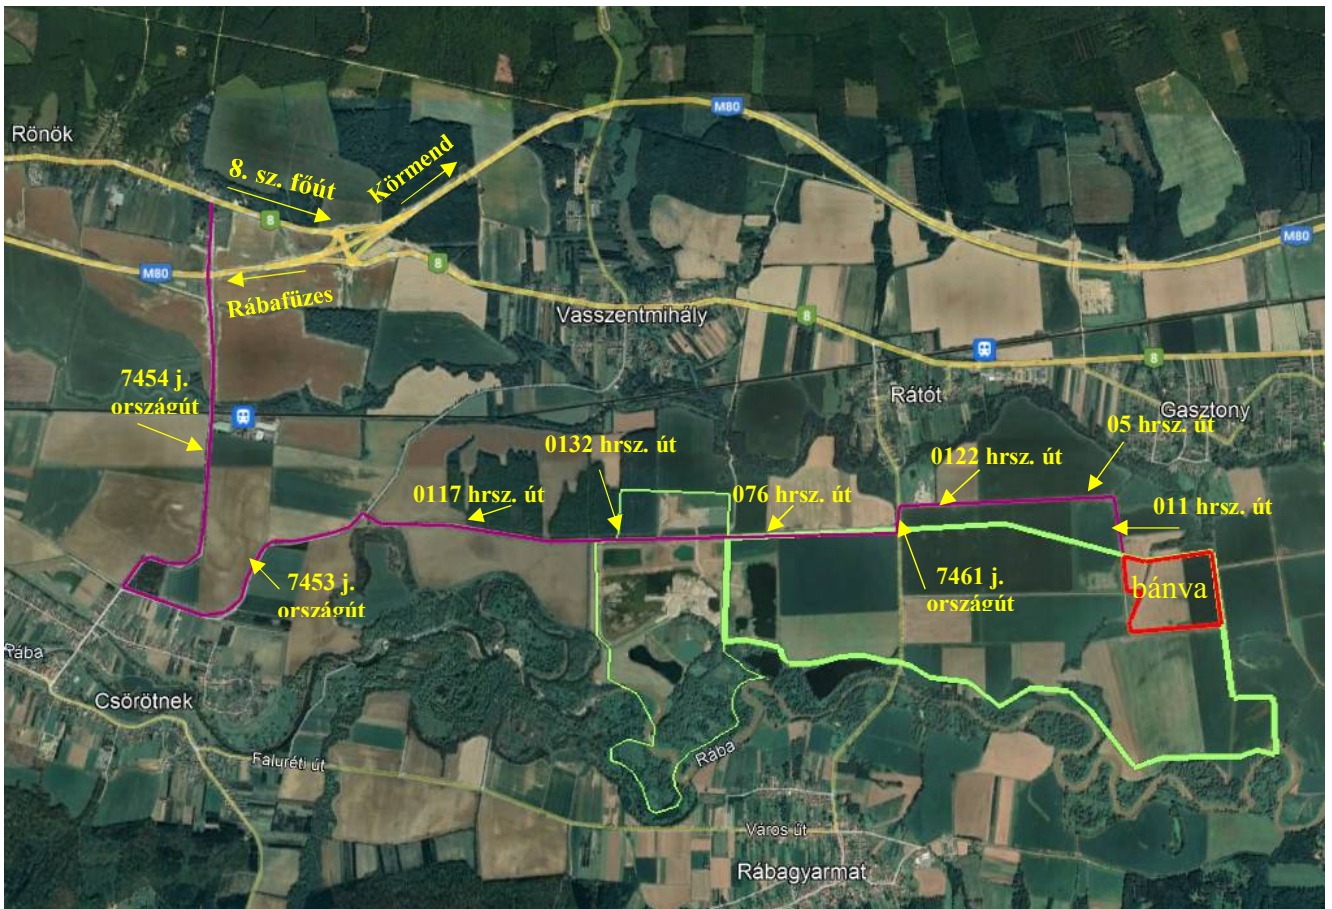 M80
Rönök
8. sz. főút
Körmend
8
M80
M80
8
Rábafüzes
Vasszentmihály
8
8
7454 j.
országút
Rátót
Gasztony
05 hrsz. út
0132 hrsz. út
0122 hrsz. út
0117 hrsz. út
076 hrsz. út
011 hrsz. út
7453 j.
országút
7461 j.
országút
bánya
Rába
Csörötnek
Faluréti út
Rába
Város út
Rábagyarmat